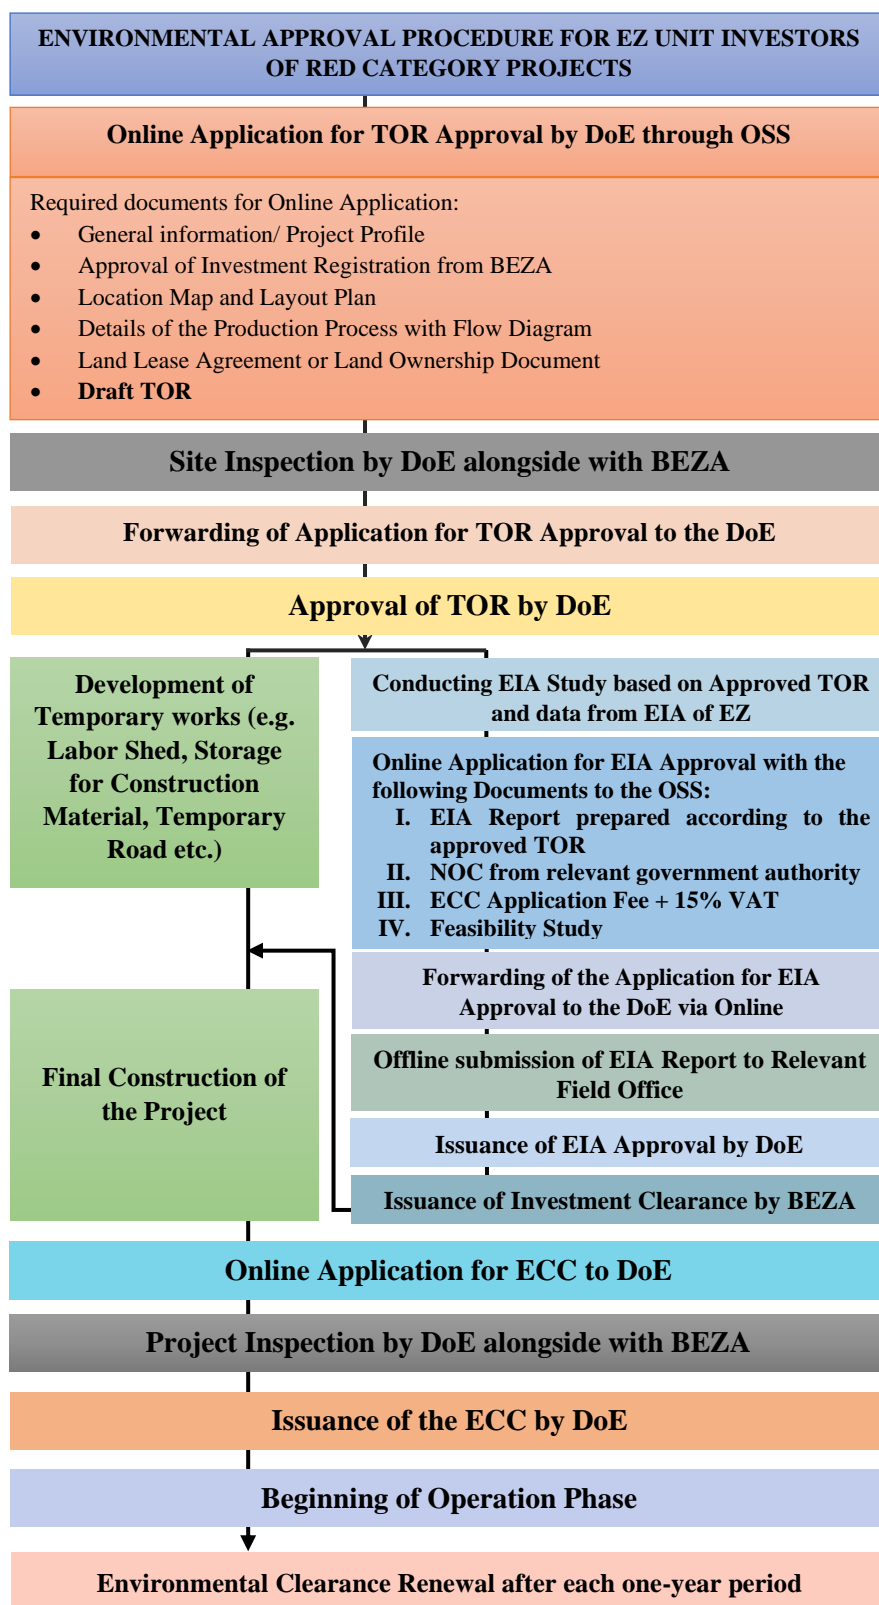 ENVIRONMENTAL APPROVAL PROCEDURE FOR EZ UNIT INVESTORS
OF RED CATEGORY PROJECTS
Online Application for TOR Approval by DoE through OSS
Required documents for Online Application:
• General information/ Project Profile
• Approval of Investment Registration from BEZA
• Location Map and Layout Plan
• Details of the Production Process with Flow Diagram
• Land Lease Agreement or Land Ownership Document
• Draft TOR
Site Inspection by DoE alongside with BEZA
Forwarding of Application for TOR Approval to the DoE
Approval of TOR by DoE
Development of
Temporary works (e.g.
Labor Shed, Storage
for Construction
Material, Temporary
Road etc.)
Conducting EIA Study based on Approved TOR
and data from EIA of EZ
Online Application for EIA Approval with the
following Documents to the OSS:
I. EIA Report prepared according to the
approved TOR
II. NOC from relevant government authority
III. ECC Application Fee + 15% VAT
IV. Feasibility Study
Forwarding of the Application for EIA
Approval to the DoE via Online
Offline submission of EIA Report to Relevant
Field Office
Issuance of EIA Approval by DoE
Issuance of Investment Clearance by BEZA
Final Construction of
the Project
Online Application for ECC to DoE
Project Inspection by DoE alongside with BEZA
Issuance of the ECC by DoE
Beginning of Operation Phase
Environmental Clearance Renewal after each one-year period